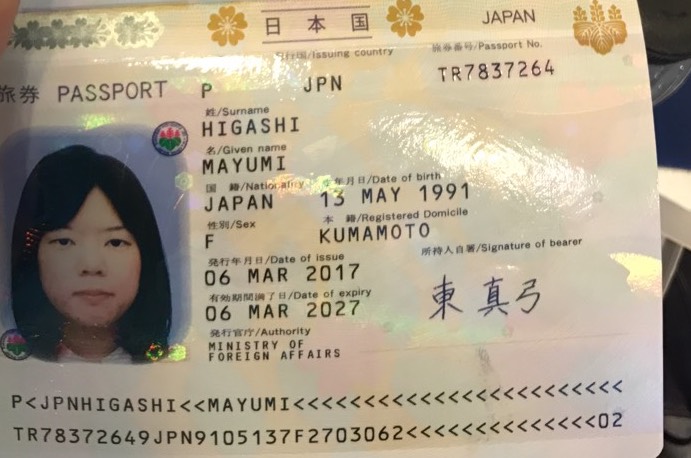 日本国 JAPAN
発行国/Issuing country 旅券番号/Passport No.
旅券 PASSPORT P JPN TR7837264
姓/Surname
HIGASHI
名/Given name
MAYUMI
国 籍/Nationality 生年月日/Date of birth
JAPAN 13 MAY 1991
性別/Sex 本 籍/Registered Domicile
F KUMAMOTO
発行年月日/Date of issue 所持人自署/Signature of bearer
06 MAR 2017
有効期間満了日/Date of expiry
06 MAR 2027 東 真弓
発行官庁/Authority
MINISTRY OF
FOREIGN AFFAIRS
P<JPNHIGASHI<<MAYUMI<<<<<<<<<<<<<<<<<<<<<<<<
TR78372649JPN9105137F2703062<<<<<<<<<<<<<<02